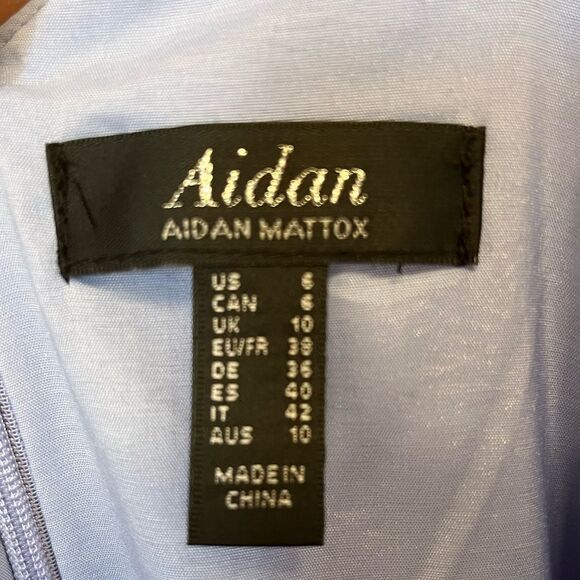 Aidan
AIDAN MATTOX
US 6
CAN 6
UK 10
EU/FR 38
DE 36
ES 40
IT 42
AUS 10
MADE IN
CHINA